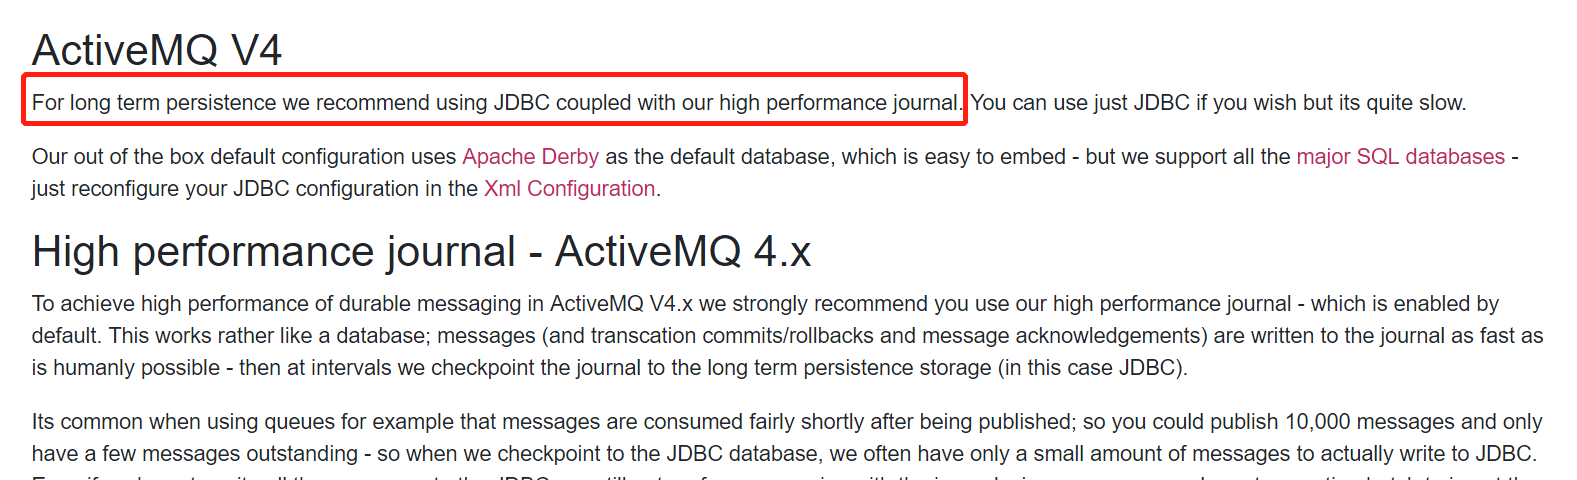 ActiveMQ V4
For long term persistence we recommend using JDBC coupled with our high performance journal. You can use just JDBC if you wish but its quite slow.
Our out of the box default configuration uses Apache Derby as the default database, which is easy to embed - but we support all the major SQL databases -
just reconfigure your JDBC configuration in the Xml Configuration.
High performance journal - ActiveMQ 4.x
To achieve high performance of durable messaging in ActiveMQ V4.x we strongly recommend you use our high performance journal - which is enabled by
default. This works rather like a database; messages (and transcation commits/rollbacks and message acknowledgements) are written to the journal as fast as
is humanly possible - then at intervals we checkpoint the journal to the long term persistence storage (in this case JDBC).
Its common when using queues for example that messages are consumed fairly shortly after being published; so you could publish 10,000 messages and only
have a few messages outstanding - so when we checkpoint to the JDBC database, we often have only a small amount of messages to actually write to JDBC.